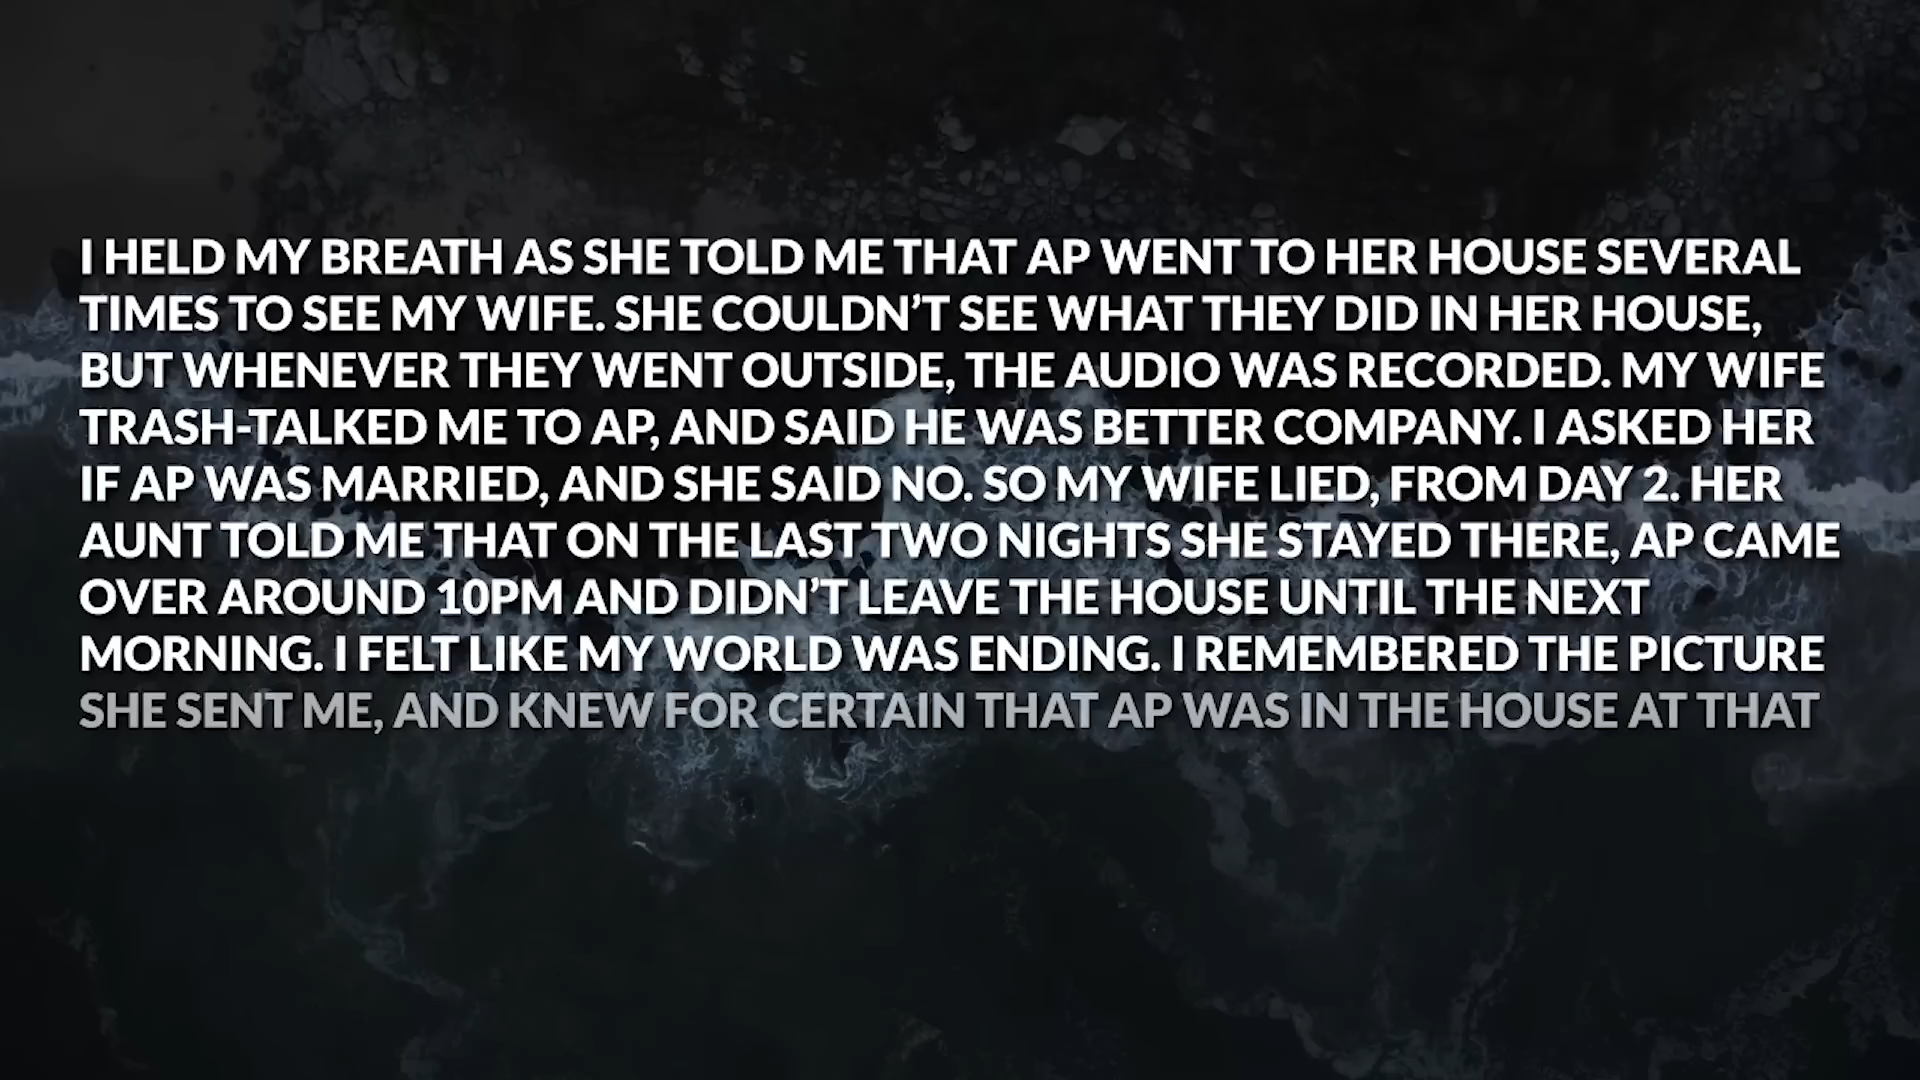 I HELD MY BREATH AS SHE TOLD ME THAT AP WENT TO HER HOUSE SEVERAL
TIMES TO SEE MY WIFE. SHE COULDN’T SEE WHAT THEY DID IN HER HOUSE,
BUT WHENEVER THEY WENT OUTSIDE, THE AUDIO WAS RECORDED. MY WIFE
TRASH-TALKED ME TO AP, AND SAID HE WAS BETTER COMPANY. I ASKED HER
IF AP WAS MARRIED, AND SHE SAID NO. SO MY WIFE LIED, FROM DAY 2. HER
AUNT TOLD ME THAT ON THE LAST TWO NIGHTS SHE STAYED THERE, AP CAME
OVER AROUND 10PM AND DIDN’T LEAVE THE HOUSE UNTIL THE NEXT
MORNING. I FELT LIKE MY WORLD WAS ENDING. I REMEMBERED THE PICTURE
SHE SENT ME, AND KNEW FOR CERTAIN THAT AP WAS IN THE HOUSE AT THAT